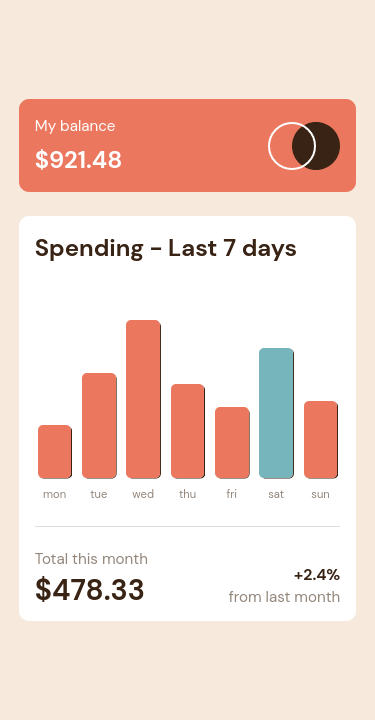 My balance
$921.48
Spending - Last 7 days
mon tue wed thu fri sat sun
Total this month
$478.33
+2.4%
from last month